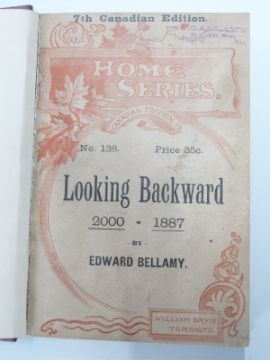 7th Canadian Edition.
HOME
SERIES.
CANADIAN EDITION
No. 138. Price 35c.
Looking Backward
2000 - 1887
BY
EDWARD BELLAMY.
WILLIAM BRYCE
TORONTO.